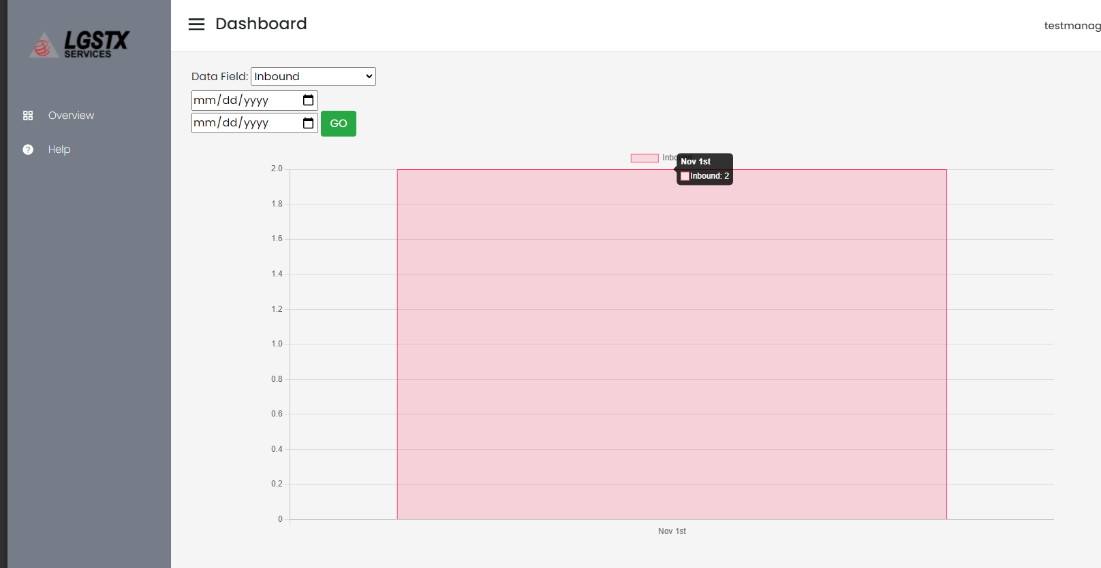 LGSTX
SERVICES
Dashboard
testmanag
Overview
Help
Data Field: Inbound
mm/dd/yyyy
mm/dd/yyyy GO
Nov 1st
Inbound: 2
2.0
1.8
1.6
1.4
1.2
1.0
0.8
0.6
0.4
0.2
0
Nov 1st